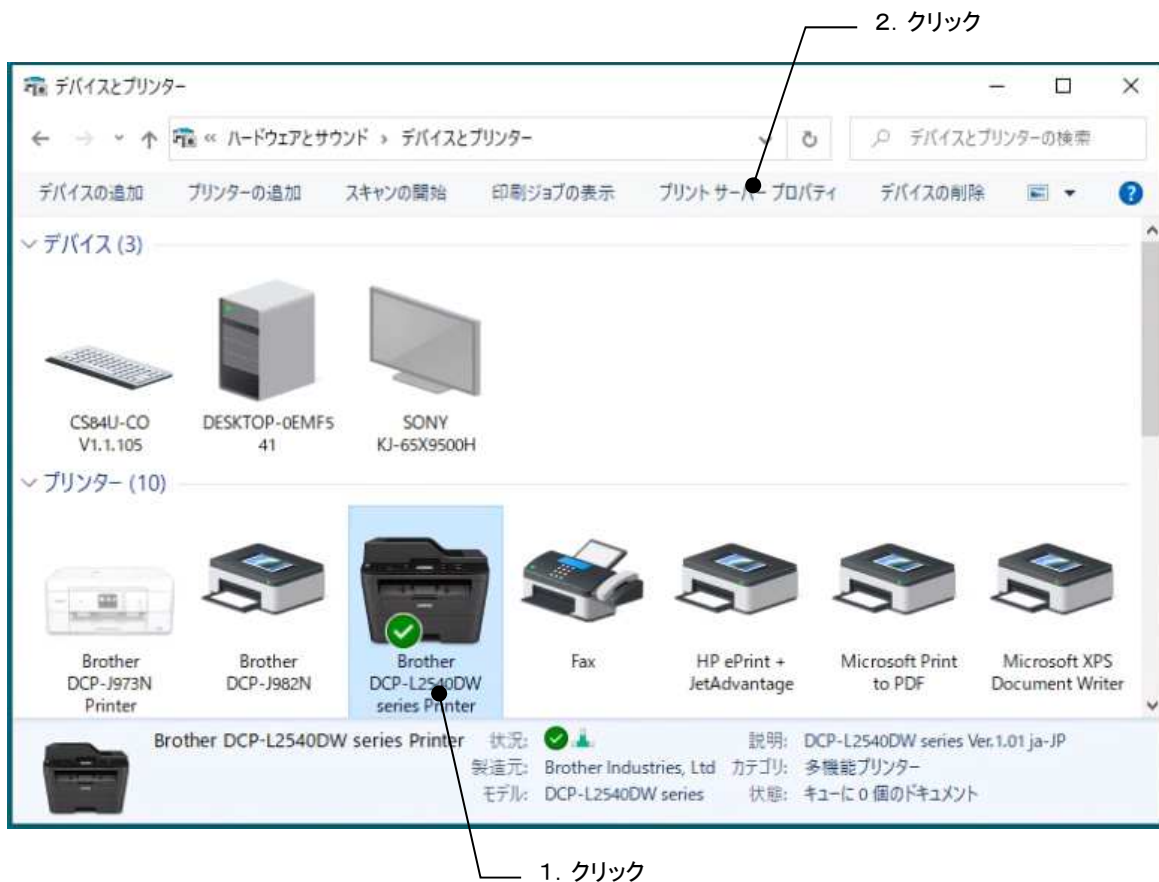 2. クリック
デバイスとプリンター
« ハードウェアとサウンド › デバイスとプリンター
デバイスとプリンターの検索
デバイスの追加 プリンターの追加 スキャンの開始 印刷ジョブの表示 プリント サーバー プロパティ デバイスの削除
デバイス (3)
CS84U-CO
V1.1.105
DESKTOP-0EMF5
41
SONY
KJ-65X9500H
プリンター (10)
Brother
DCP-J973N
Printer
Brother
DCP-J982N
Brother
DCP-L2540DW
series Printer
Fax
HP ePrint +
JetAdvantage
Microsoft Print
to PDF
Microsoft XPS
Document Writer
Brother DCP-L2540DW series Printer 状況: 説明: DCP-L2540DW series Ver.1.01 ja-JP
製造元: Brother Industries, Ltd カテゴリ: 多機能プリンター
モデル: DCP-L2540DW series 状態: キューに 0 個のドキュメント
1. クリック